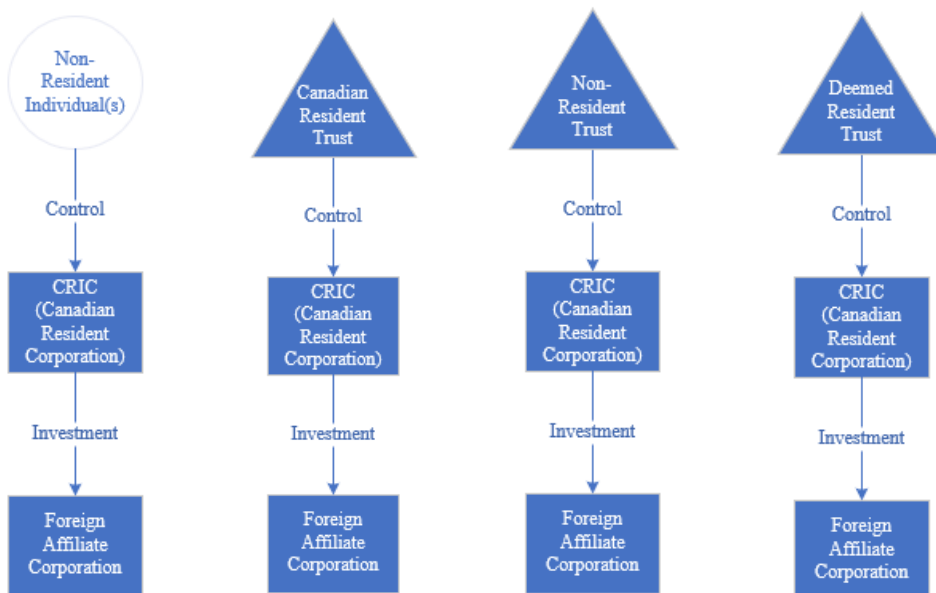 Non-
Resident
Individual(s)
Control
CRIC
(Canadian
Resident
Corporation)
Investment
Foreign
Affiliate
Corporation
Canadian
Resident
Trust
Control
CRIC
(Canadian
Resident
Corporation)
Investment
Foreign
Affiliate
Corporation
Non-
Resident
Trust
Control
CRIC
(Canadian
Resident
Corporation)
Investment
Foreign
Affiliate
Corporation
Deemed
Resident
Trust
Control
CRIC
(Canadian
Resident
Corporation)
Investment
Foreign
Affiliate
Corporation